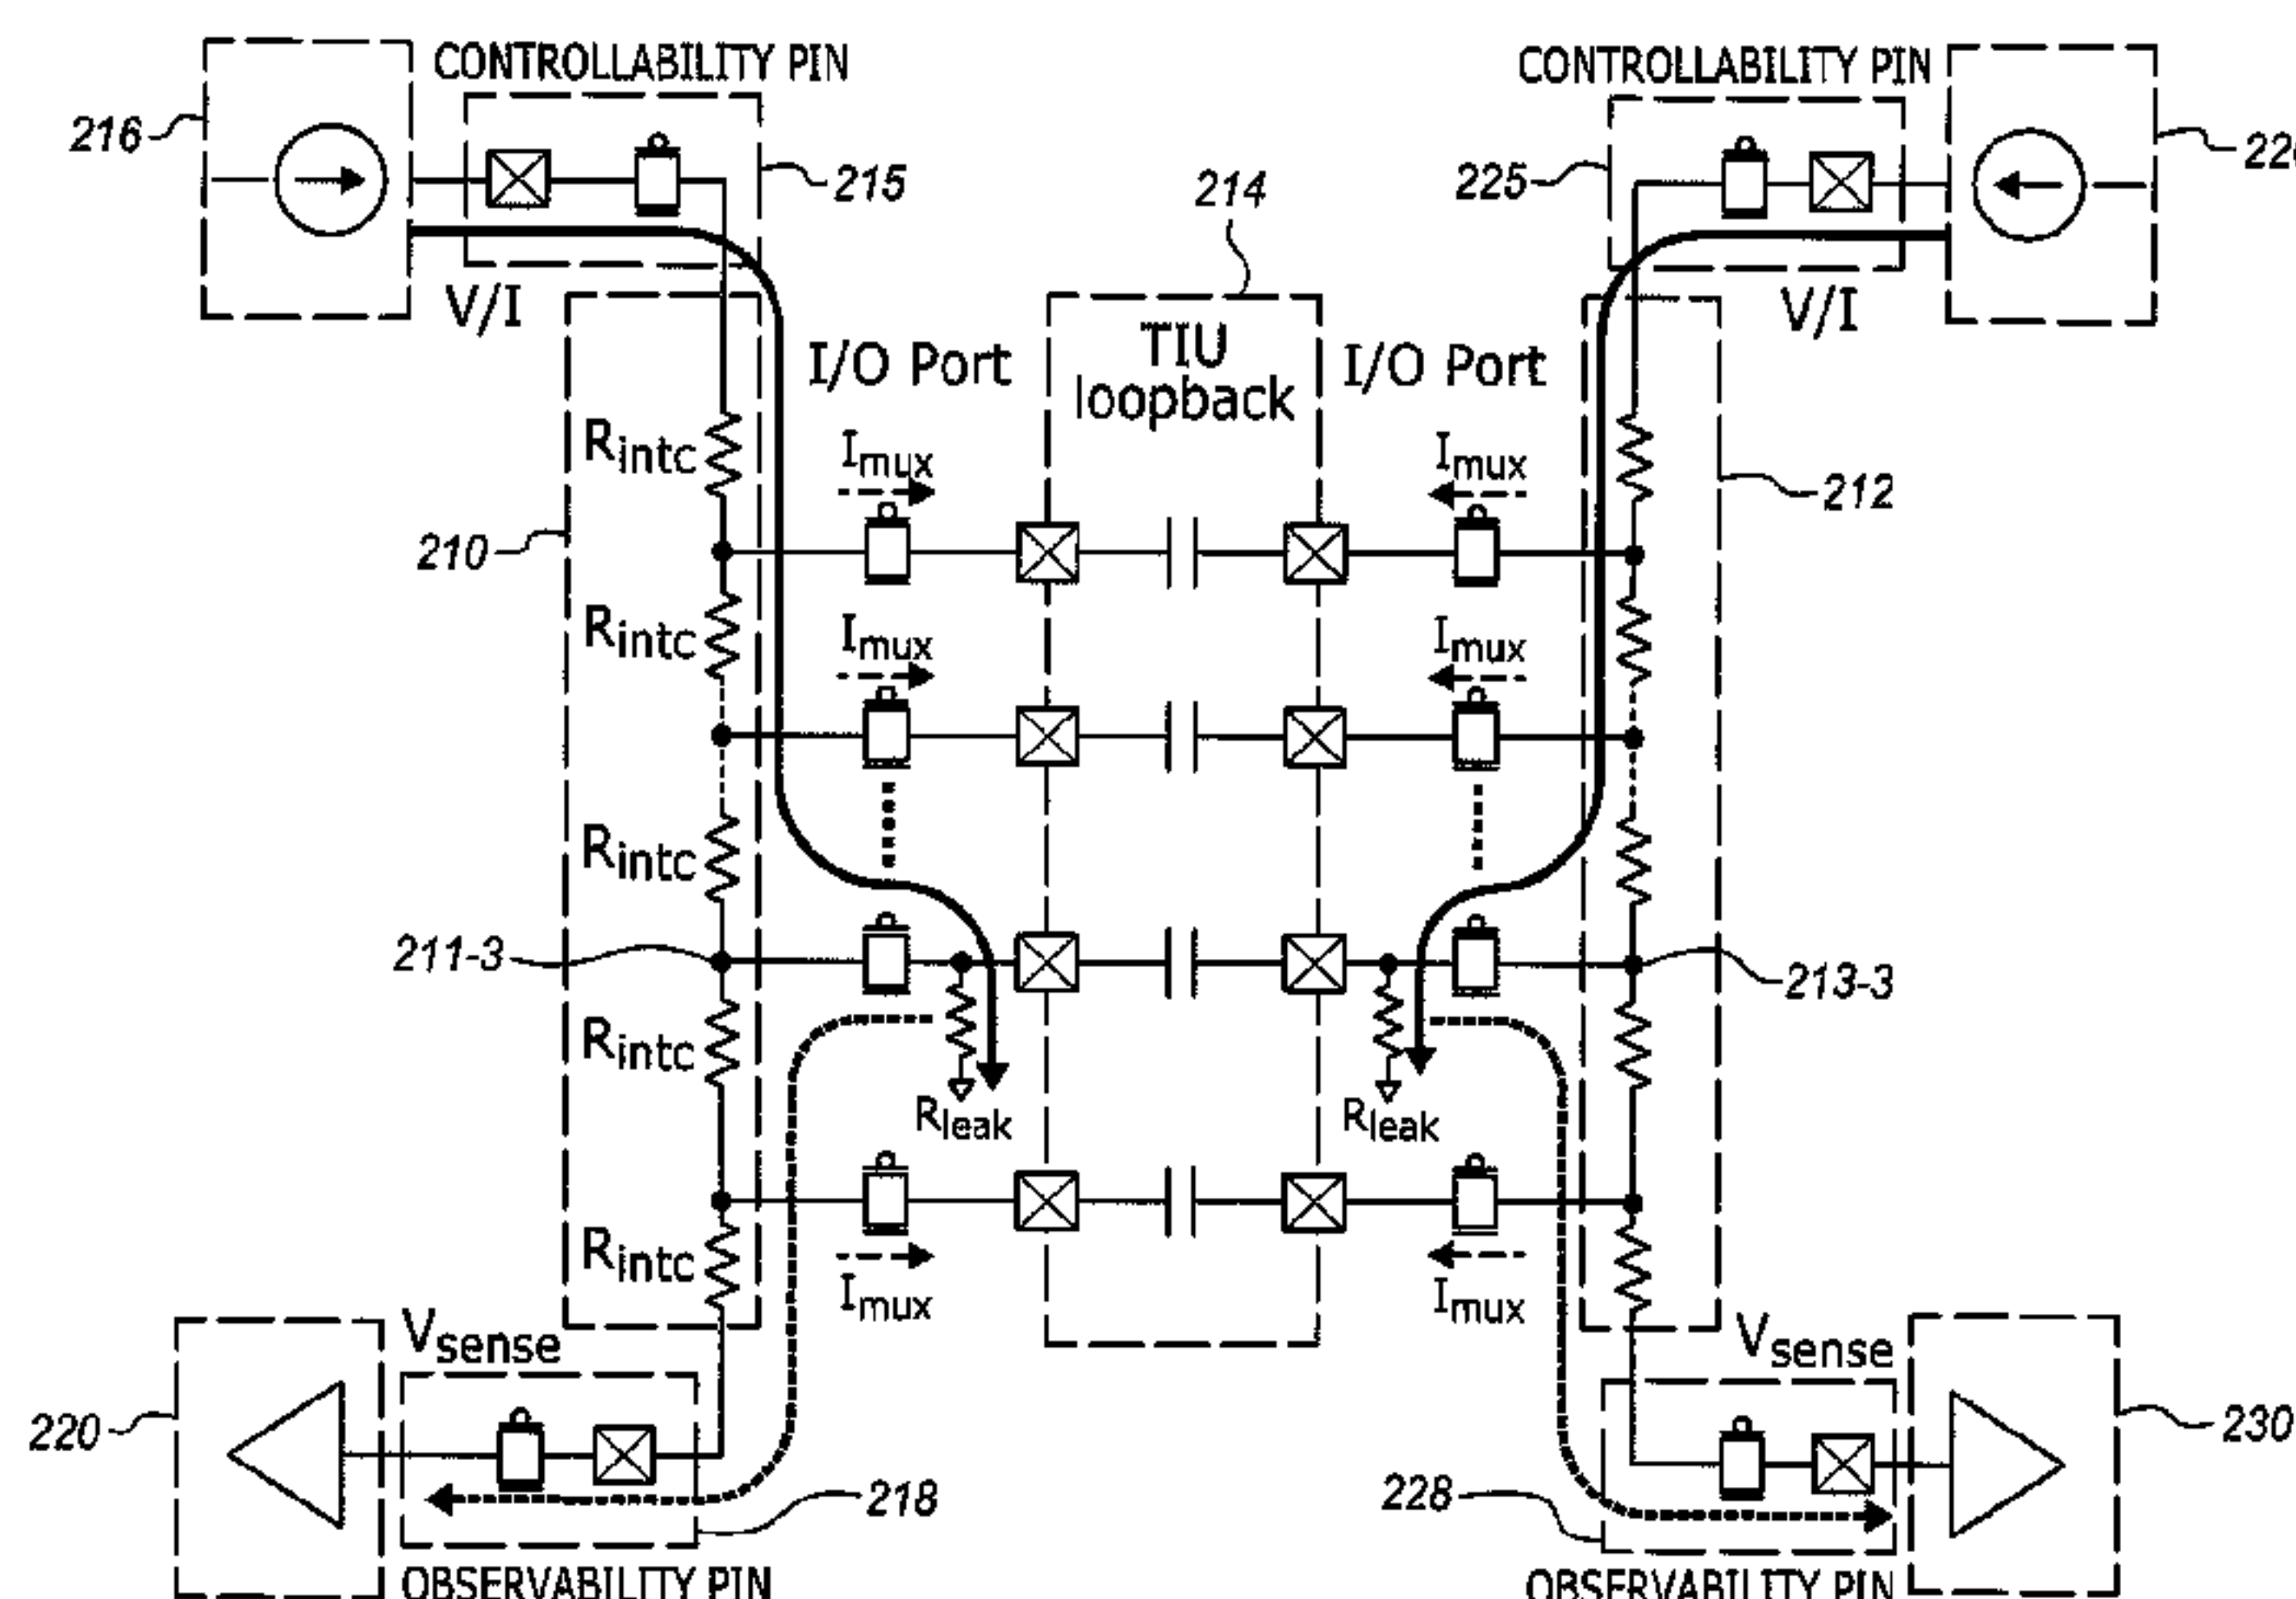 CONTROLLABILITY PIN
CONTROLLABILITY PIN
216
215
214
225
V/I
V/I
I/O Port
TIU
loopback
I/O Port
Rintc
Imux
Imux
212
210
Rintc
Imux
Imux
Rintc
211-3
213-3
Rintc
Rleak
Rleak
Rintc
Imux
Imux
Vsense
Vsense
220
230
218
228
OBSERVABILITY PIN
OBSERVABILITY PIN